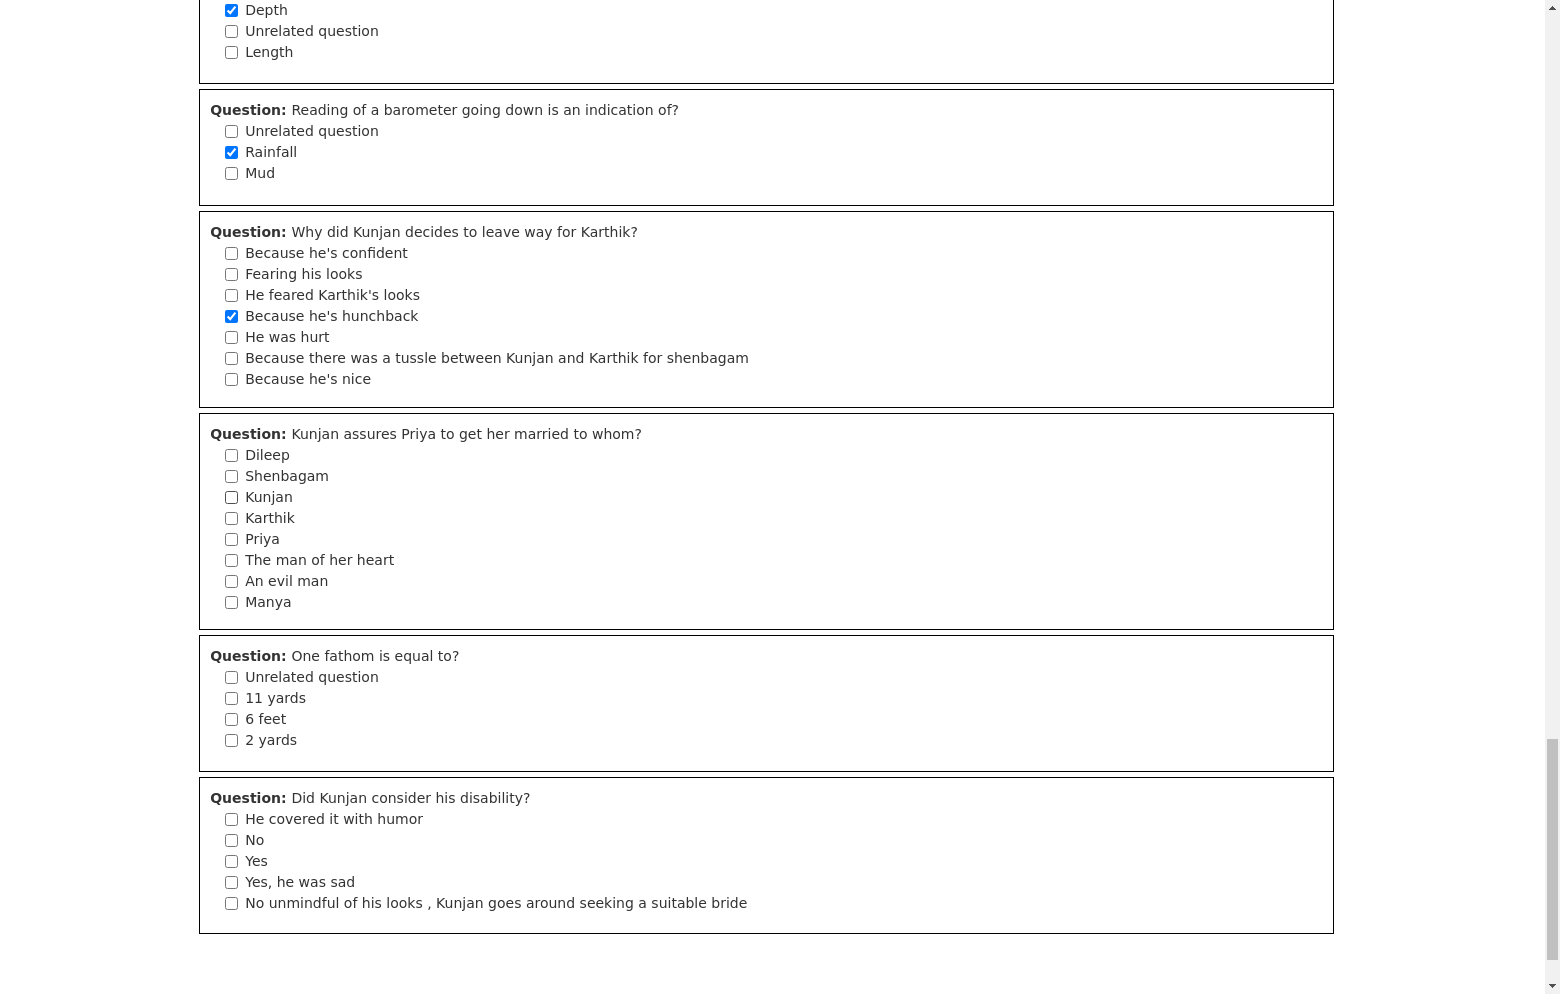 Depth
Unrelated question
Length
Question: Reading of a barometer going down is an indication of?
Unrelated question
Rainfall
Mud
Question: Why did Kunjan decides to leave way for Karthik?
Because he's confident
Fearing his looks
He feared Karthik's looks
Because he's hunchback
He was hurt
Because there was a tussle between Kunjan and Karthik for shenbagam
Because he's nice
Question: Kunjan assures Priya to get her married to whom?
Dileep
Shenbagam
Kunjan
Karthik
Priya
The man of her heart
An evil man
Manya
Question: One fathom is equal to?
Unrelated question
11 yards
6 feet
2 yards
Question: Did Kunjan consider his disability?
He covered it with humor
No
Yes
Yes, he was sad
No unmindful of his looks , Kunjan goes around seeking a suitable bride